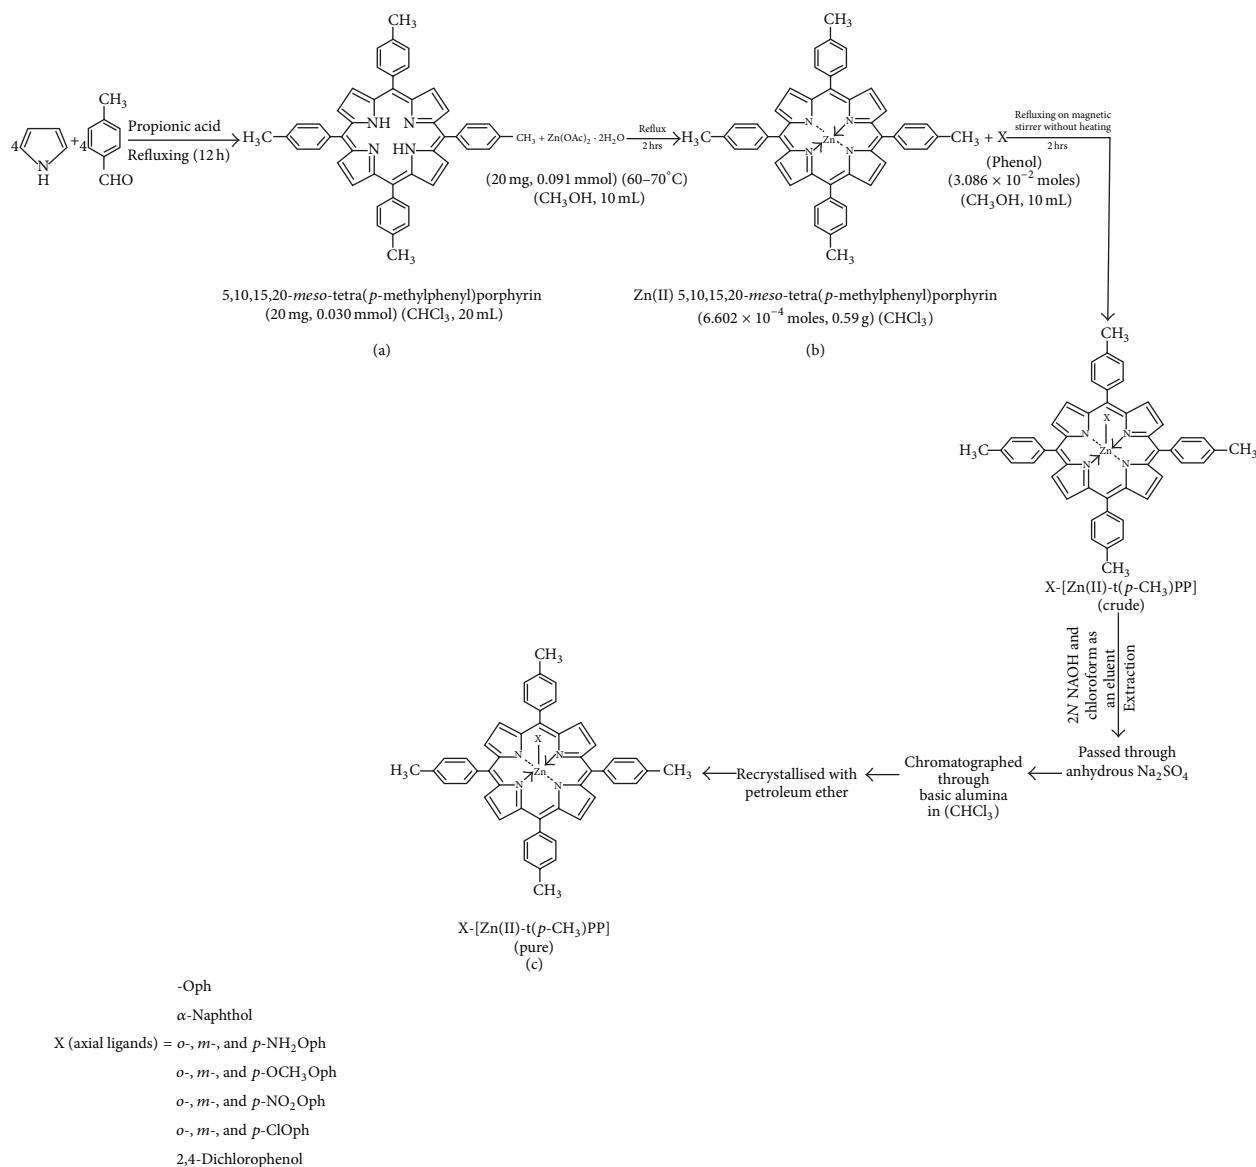 4
N
H
+
4
CH₃
CHO
Propionic acid
Refluxing (12 h)
CH₃
H₃C
NH
N
N
HN
CH₃
CH₃ + Zn(OAc)₂ · 2H₂O
Reflux
2 hrs
(20 mg, 0.091 mmol) (60–70°C)
(CH₃OH, 10 mL)
5,10,15,20-meso-tetra(p-methylphenyl)porphyrin
(20 mg, 0.030 mmol) (CHCl₃, 20 mL)
(a)
CH₃
H₃C
N
N
Zn
N
N
CH₃
CH₃ + X
Refluxing on magnetic
stirrer without heating
2 hrs
(Phenol)
(3.086 × 10⁻² moles)
(CH₃OH, 10 mL)
Zn(II) 5,10,15,20-meso-tetra(p-methylphenyl)porphyrin
(6.602 × 10⁻⁴ moles, 0.59 g) (CHCl₃)
(b)
CH₃
X
N
N
H₃C
Zn
CH₃
N
N
CH₃
X-[Zn(II)-t(p-CH₃)PP]
(crude)
2N NAOH and
chloroform as
an eluent
Extraction
Passed through
anhydrous Na₂SO₄
Chromatographed
through
basic alumina
in (CHCl₃)
Recrystallised with
petroleum ether
CH₃
X
N
N
H₃C
Zn
CH₃
N
N
CH₃
X-[Zn(II)-t(p-CH₃)PP]
(pure)
(c)
-Oph
α-Naphthol
X (axial ligands) = o-, m-, and p-NH₂Oph
o-, m-, and p-OCH₃Oph
o-, m-, and p-NO₂Oph
o-, m-, and p-ClOph
2,4-Dichlorophenol